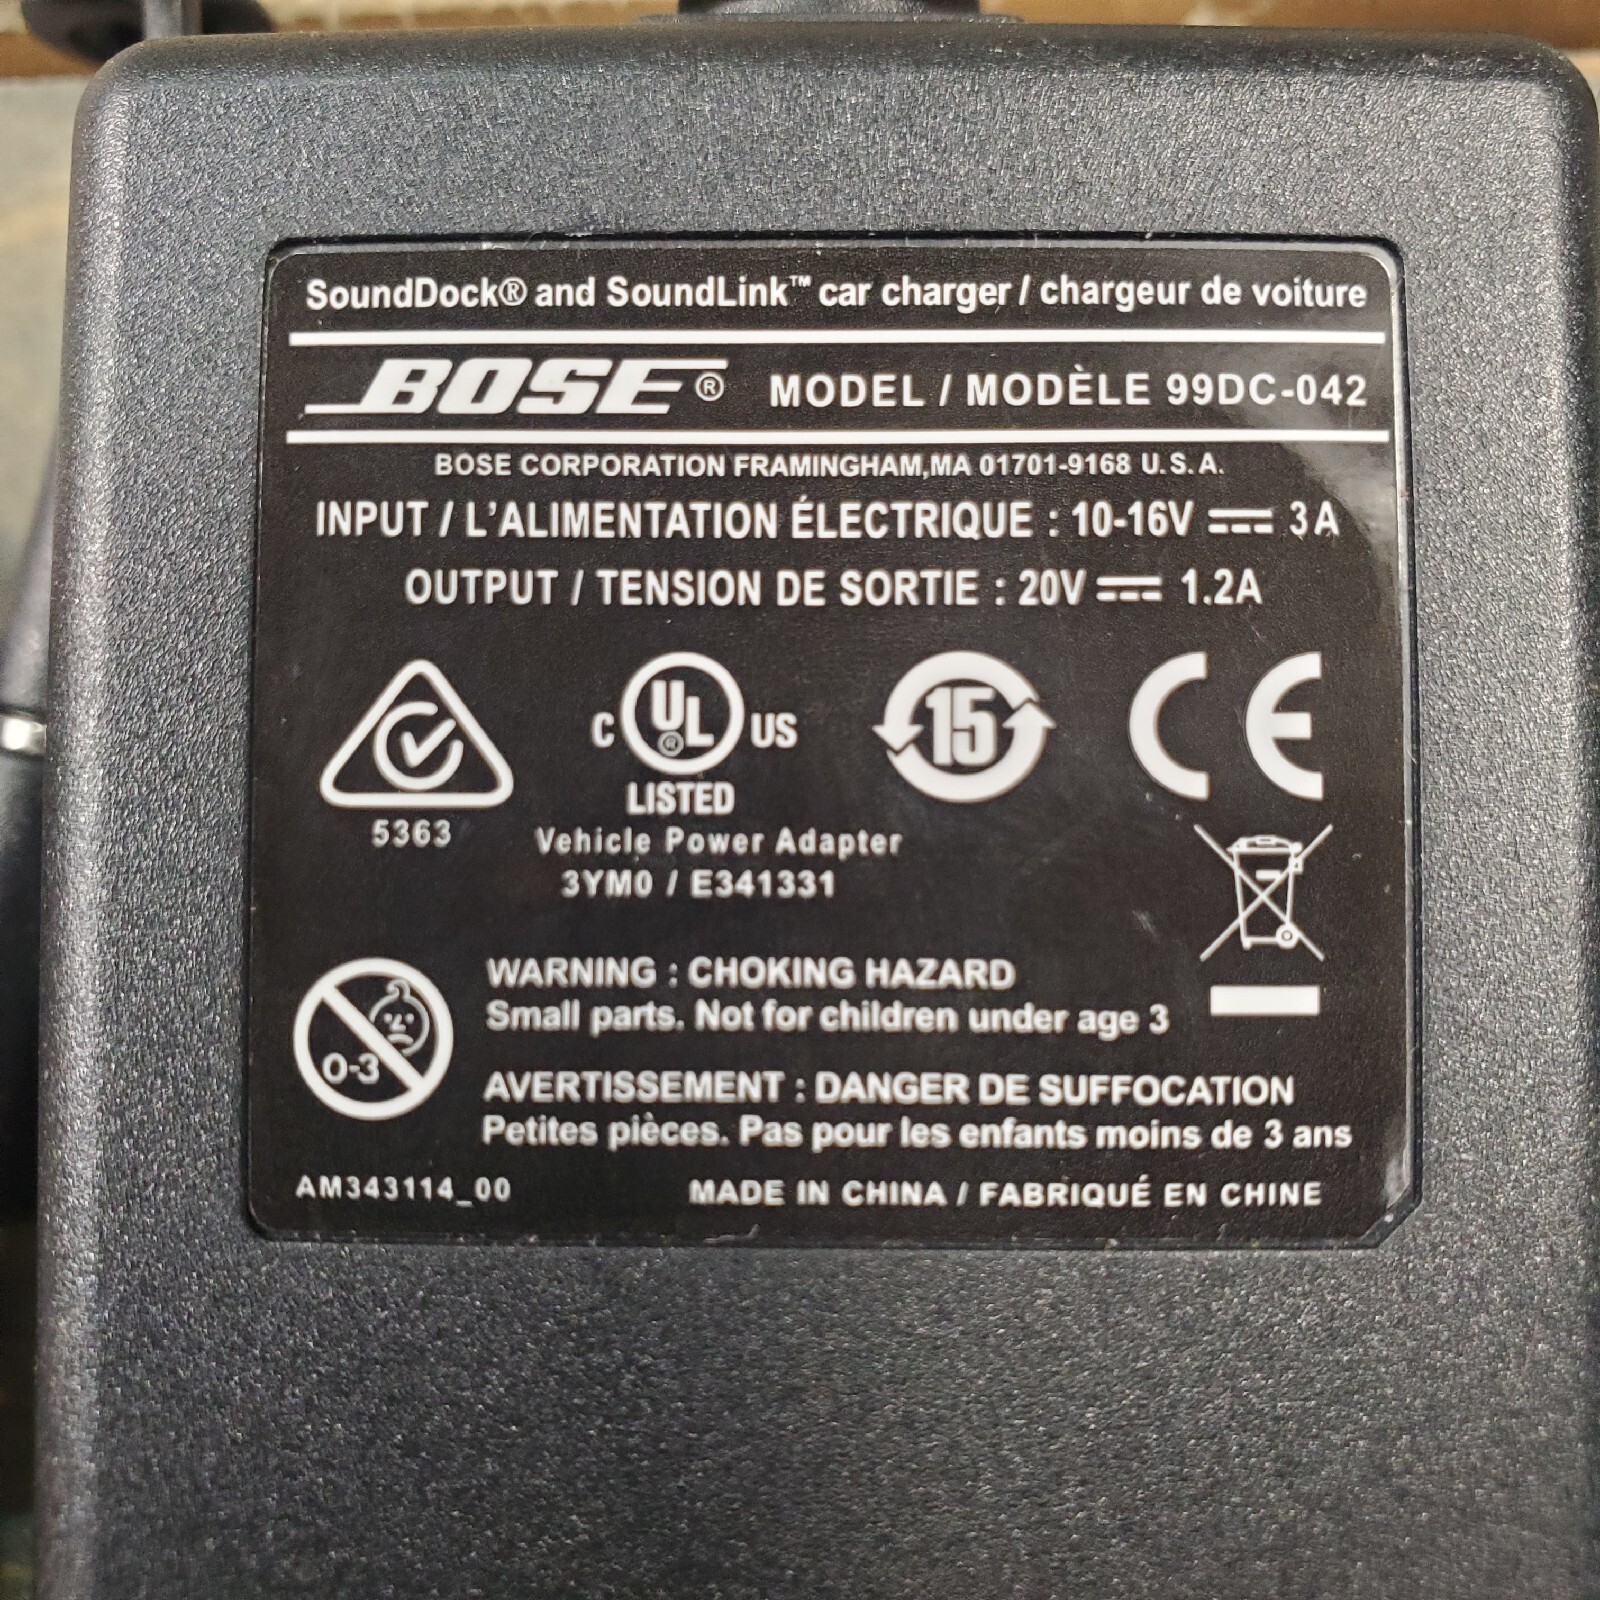 SoundDock® and SoundLink™ car charger / chargeur de voiture
BOSE® MODEL / MODÈLE 99DC-042
BOSE CORPORATION FRAMINGHAM,MA 01701-9168 U.S.A.
INPUT / L'ALIMENTATION ÉLECTRIQUE : 10-16V ⎓ 3A
OUTPUT / TENSION DE SORTIE : 20V ⎓ 1.2A
5363
C UL® US
LISTED
Vehicle Power Adapter
3YM0 / E341331
15
CE
0-3
WARNING : CHOKING HAZARD
Small parts. Not for children under age 3
AVERTISSEMENT : DANGER DE SUFFOCATION
Petites pièces. Pas pour les enfants moins de 3 ans
AM343114_00
MADE IN CHINA / FABRIQUÉ EN CHINE